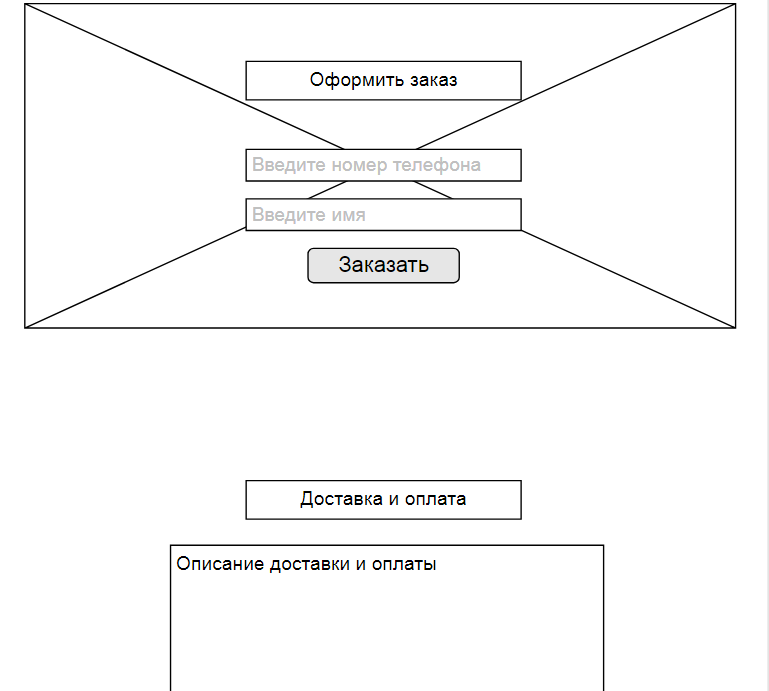 Оформить заказ
Введите номер телефона
Введите имя
Заказать
Доставка и оплата
Описание доставки и оплаты